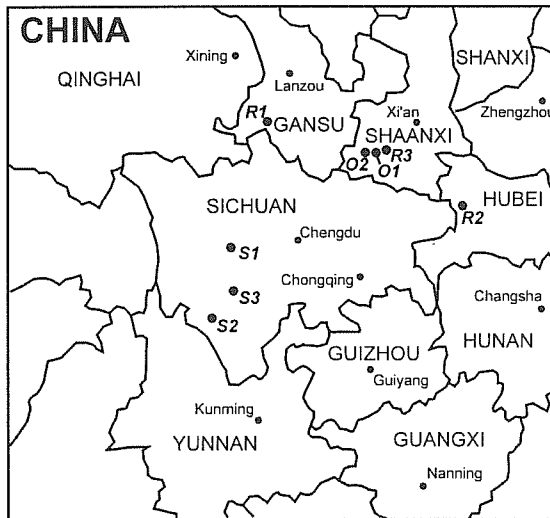 CHINA
QINGHAI
Xining
Lanzou
R1
GANSU
Xi'an
SHAANXI
R3
O2
O1
SHANXI
Zhengzhou
HUBEI
R2
SICHUAN
Chengdu
S1
Chongqing
S3
S2
Changsha
HUNAN
GUIZHOU
Guiyang
Kunming
YUNNAN
GUANGXI
Nanning